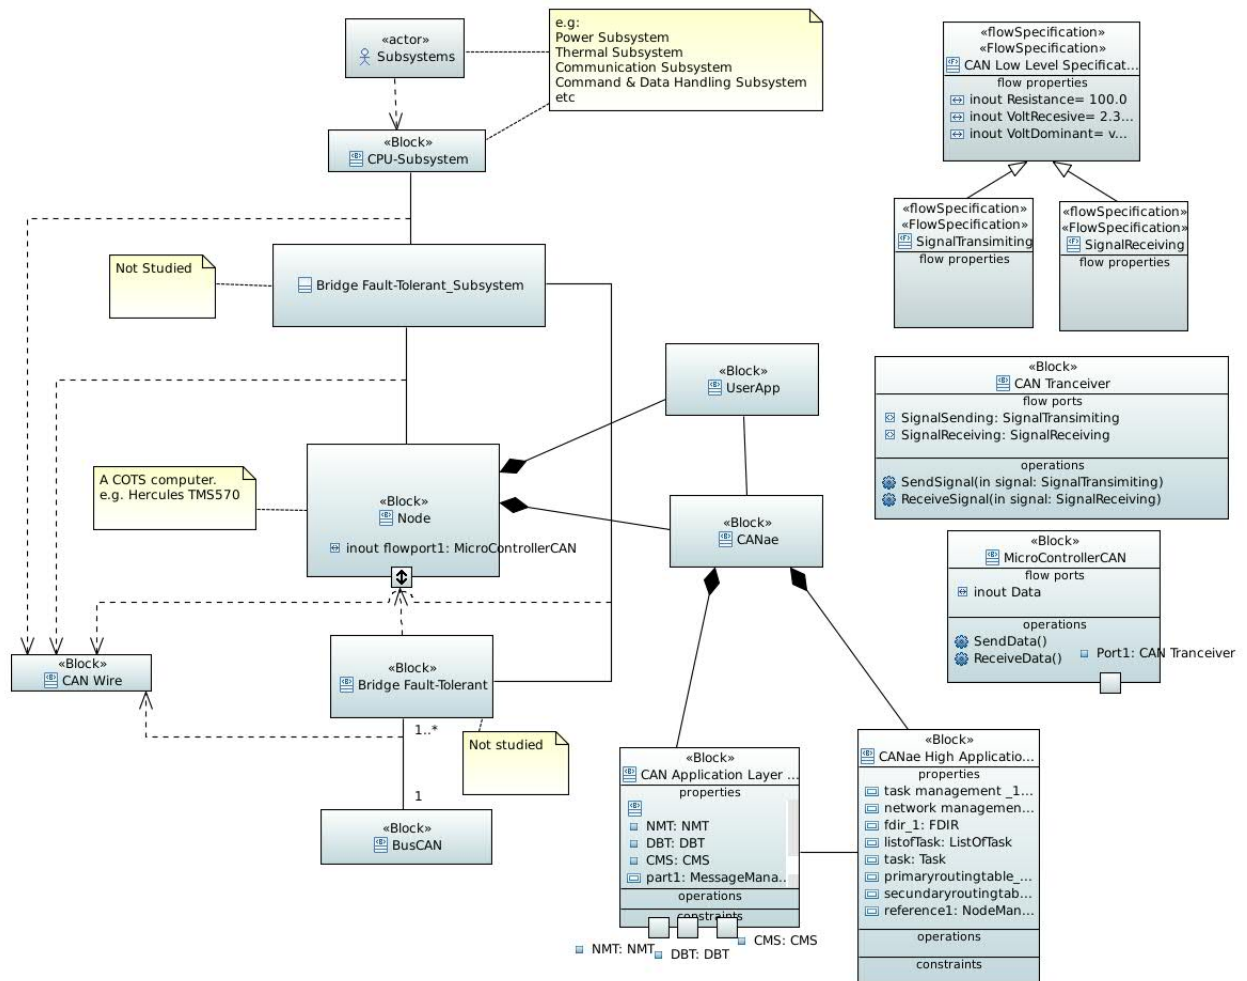 «actor»
Subsystems
e.g:
Power Subsystem
Thermal Subsystem
Communication Subsystem
Command & Data Handling Subsystem
etc
«Block»
CPU-Subsystem
Not Studied
Bridge Fault-Tolerant_Subsystem
A COTS computer.
e.g. Hercules TMS570
«Block»
Node
inout flowport1: MicroControllerCAN
«Block»
UserApp
«Block»
CANae
«Block»
CAN Wire
«Block»
Bridge Fault-Tolerant
1..*
1
Not studied
«Block»
BusCAN
«Block»
CAN Application Layer ...
properties
NMT: NMT
DBT: DBT
CMS: CMS
part1: MessageMana...
operations
constraints
NMT: NMT
DBT: DBT
CMS: CMS
«Block»
CANae High Applicatio...
properties
task management _1...
network managemen...
fdir_1: FDIR
listofTask: ListOfTask
task: Task
primaryroutingtable_...
secundaryroutingtab...
reference1: NodeMan...
operations
constraints
«flowSpecification»
«FlowSpecification»
CAN Low Level Specificat...
flow properties
inout Resistance= 100.0
inout VoltRecesive= 2.3...
inout VoltDominant= v...
«flowSpecification»
«FlowSpecification»
SignalTransimiting
flow properties
«flowSpecification»
«FlowSpecification»
SignalReceiving
flow properties
«Block»
CAN Tranceiver
flow ports
SignalSending: SignalTransimiting
SignalReceiving: SignalReceiving
operations
SendSignal(in signal: SignalTransimiting)
ReceiveSignal(in signal: SignalReceiving)
«Block»
MicroControllerCAN
flow ports
inout Data
operations
SendData()
ReceiveData()
Port1: CAN Tranceiver